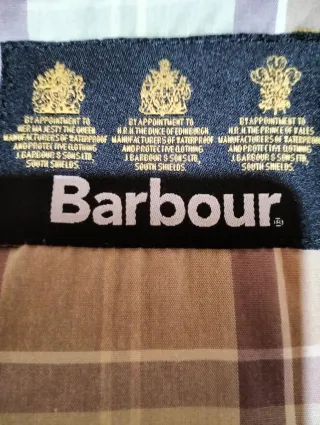 BY APPOINTMENT TO
HER MAJESTY THE QUEEN
MANUFACTURERS OF WATERPROOF
AND PROTECTIVE CLOTHING
J. BARBOUR & SONS LTD.
SOUTH SHIELDS.
BY APPOINTMENT TO
H.R.H. THE DUKE OF EDINBURGH
MANUFACTURERS OF WATERPROOF
AND PROTECTIVE CLOTHING
J. BARBOUR & SONS LTD.
SOUTH SHIELDS.
BY APPOINTMENT TO
H.R.H. THE PRINCE OF WALES
MANUFACTURERS OF WATERPROOF
AND PROTECTIVE CLOTHING
J. BARBOUR & SONS LTD.
SOUTH SHIELDS.
Barbour